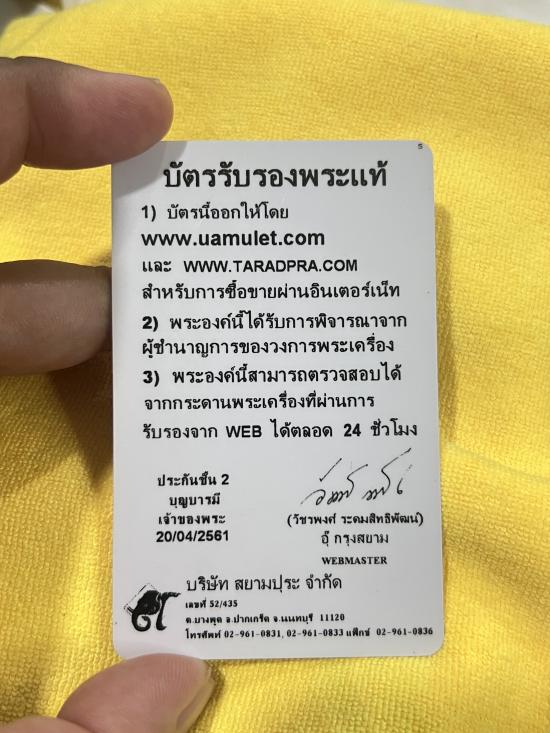 5
บัตรรับรองพระแท้
1) บัตรนี้ออกให้โดย
www.uamulet.com
และ WWW.TARADPRA.COM
สำหรับการซื้อขายผ่านอินเตอร์เน็ท
2) พระองค์นี้ได้รับการพิจารณาจาก
ผู้ชำนาญการของวงการพระเครื่อง
3) พระองค์นี้สามารถตรวจสอบได้
จากกระดานพระเครื่องที่ผ่านการ
รับรองจาก WEB ได้ตลอด 24 ชั่วโมง
ประกันชั้น 2
บุญบารมี
เจ้าของพระ
20/04/2561
(วัชรพงศ์ ระดมสิทธิพัฒน์)
อุ๊ กรุงสยาม
WEBMASTER
บริษัท สยามปุระ จำกัด
เลขที่ 52/435
ต.บางพูด อ.ปากเกร็ด จ.นนทบุรี 11120
โทรศัพท์ 02-961-0831, 02-961-0833 แฟ็กซ์ 02-961-0836